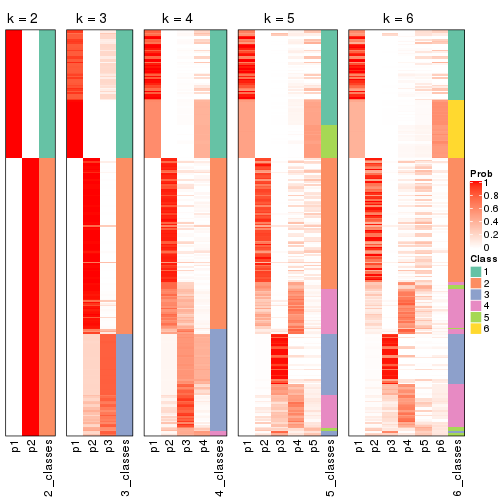 k = 2
k = 3
k = 4
k = 5
k = 6
p1
p2
2_classes
p1
p2
p3
3_classes
p1
p2
p3
p4
4_classes
p1
p2
p3
p4
p5
5_classes
p1
p2
p3
p4
p5
p6
6_classes
Prob
1
0.8
0.6
0.4
0.2
0
Class
1
2
3
4
5
6